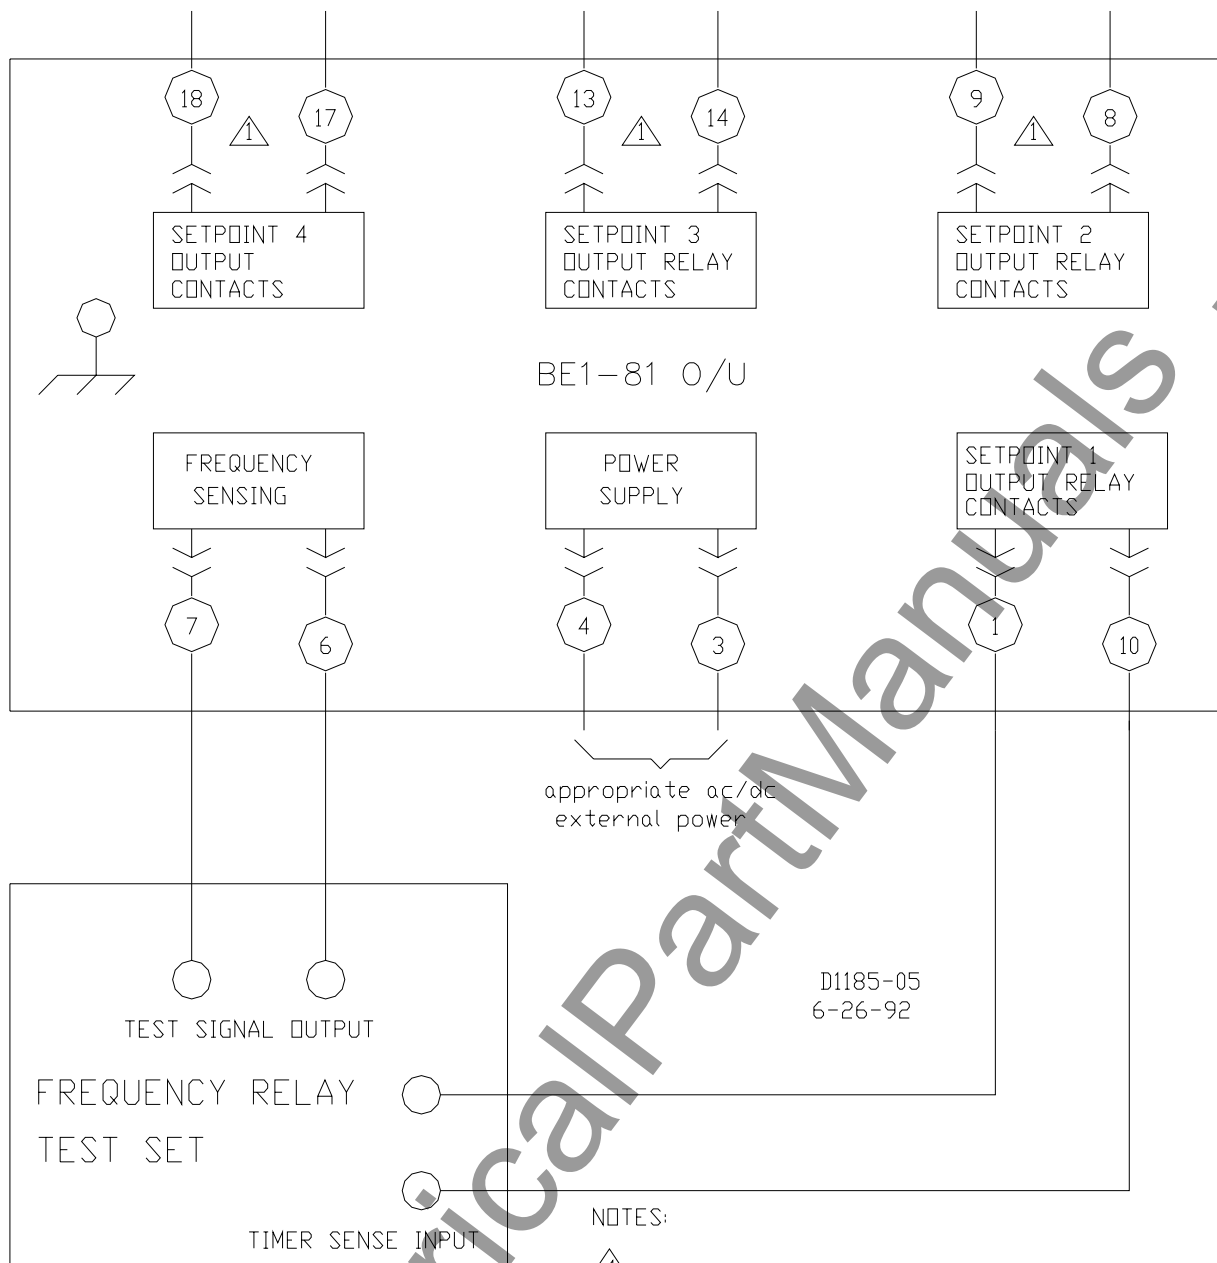 18
1
17
13
1
14
9
1
8
SETPOINT 4
OUTPUT
CONTACTS
SETPOINT 3
OUTPUT RELAY
CONTACTS
SETPOINT 2
OUTPUT RELAY
CONTACTS
BE1-81 O/U
FREQUENCY
SENSING
POWER
SUPPLY
SETPOINT 1
OUTPUT RELAY
CONTACTS
7
6
4
3
1
10
appropriate ac/dc
external power
D1185-05
6-26-92
TEST SIGNAL OUTPUT
FREQUENCY RELAY
TEST SET
TIMER SENSE INPUT
NOTES:
ricalPartManuals